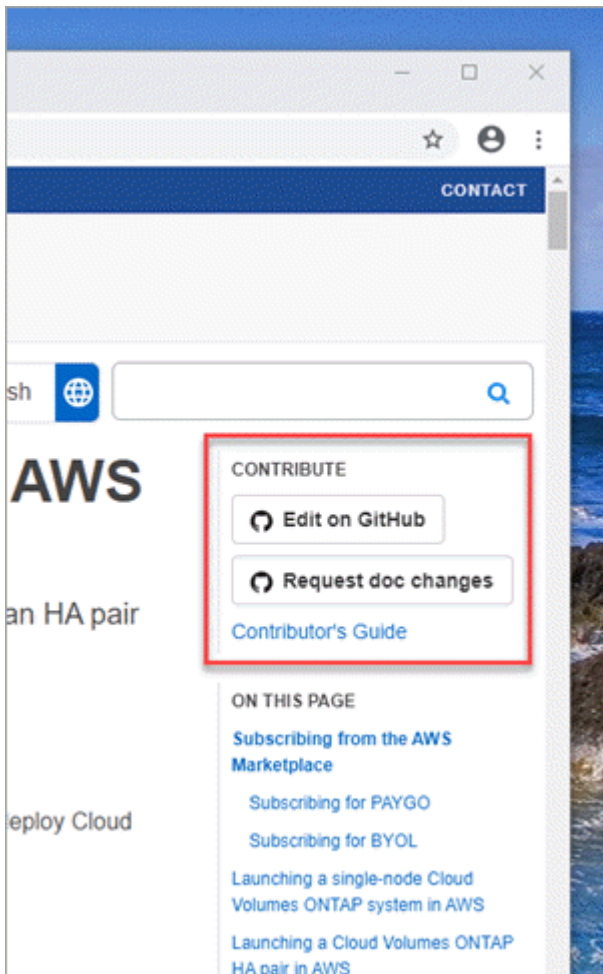 CONTACT
sh
AWS
CONTRIBUTE
Edit on GitHub
Request doc changes
an HA pair
Contributor's Guide
ON THIS PAGE
Subscribing from the AWS
Marketplace
Subscribing for PAYGO
eploy Cloud
Subscribing for BYOL
Launching a single-node Cloud
Volumes ONTAP system in AWS
Launching a Cloud Volumes ONTAP
HA pair in AWS